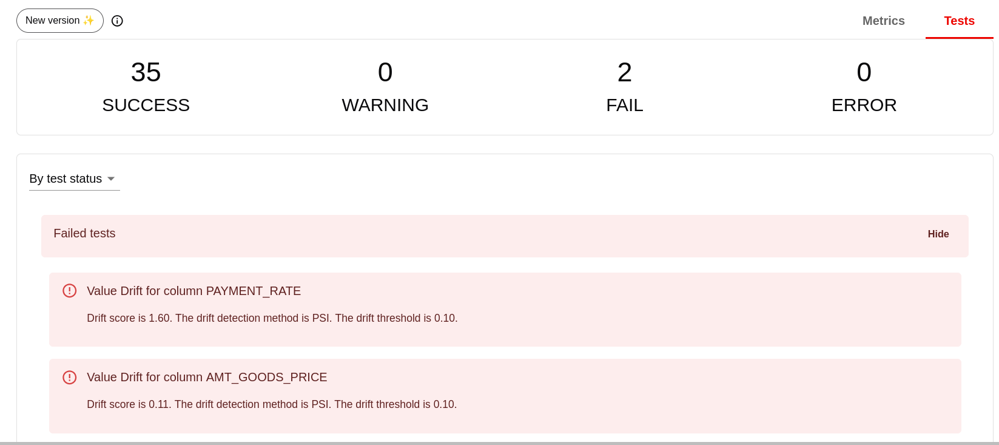 New version ✨
Metrics
Tests
35
SUCCESS
0
WARNING
2
FAIL
0
ERROR
By test status
Failed tests
Hide
Value Drift for column PAYMENT_RATE
Drift score is 1.60. The drift detection method is PSI. The drift threshold is 0.10.
Value Drift for column AMT_GOODS_PRICE
Drift score is 0.11. The drift detection method is PSI. The drift threshold is 0.10.